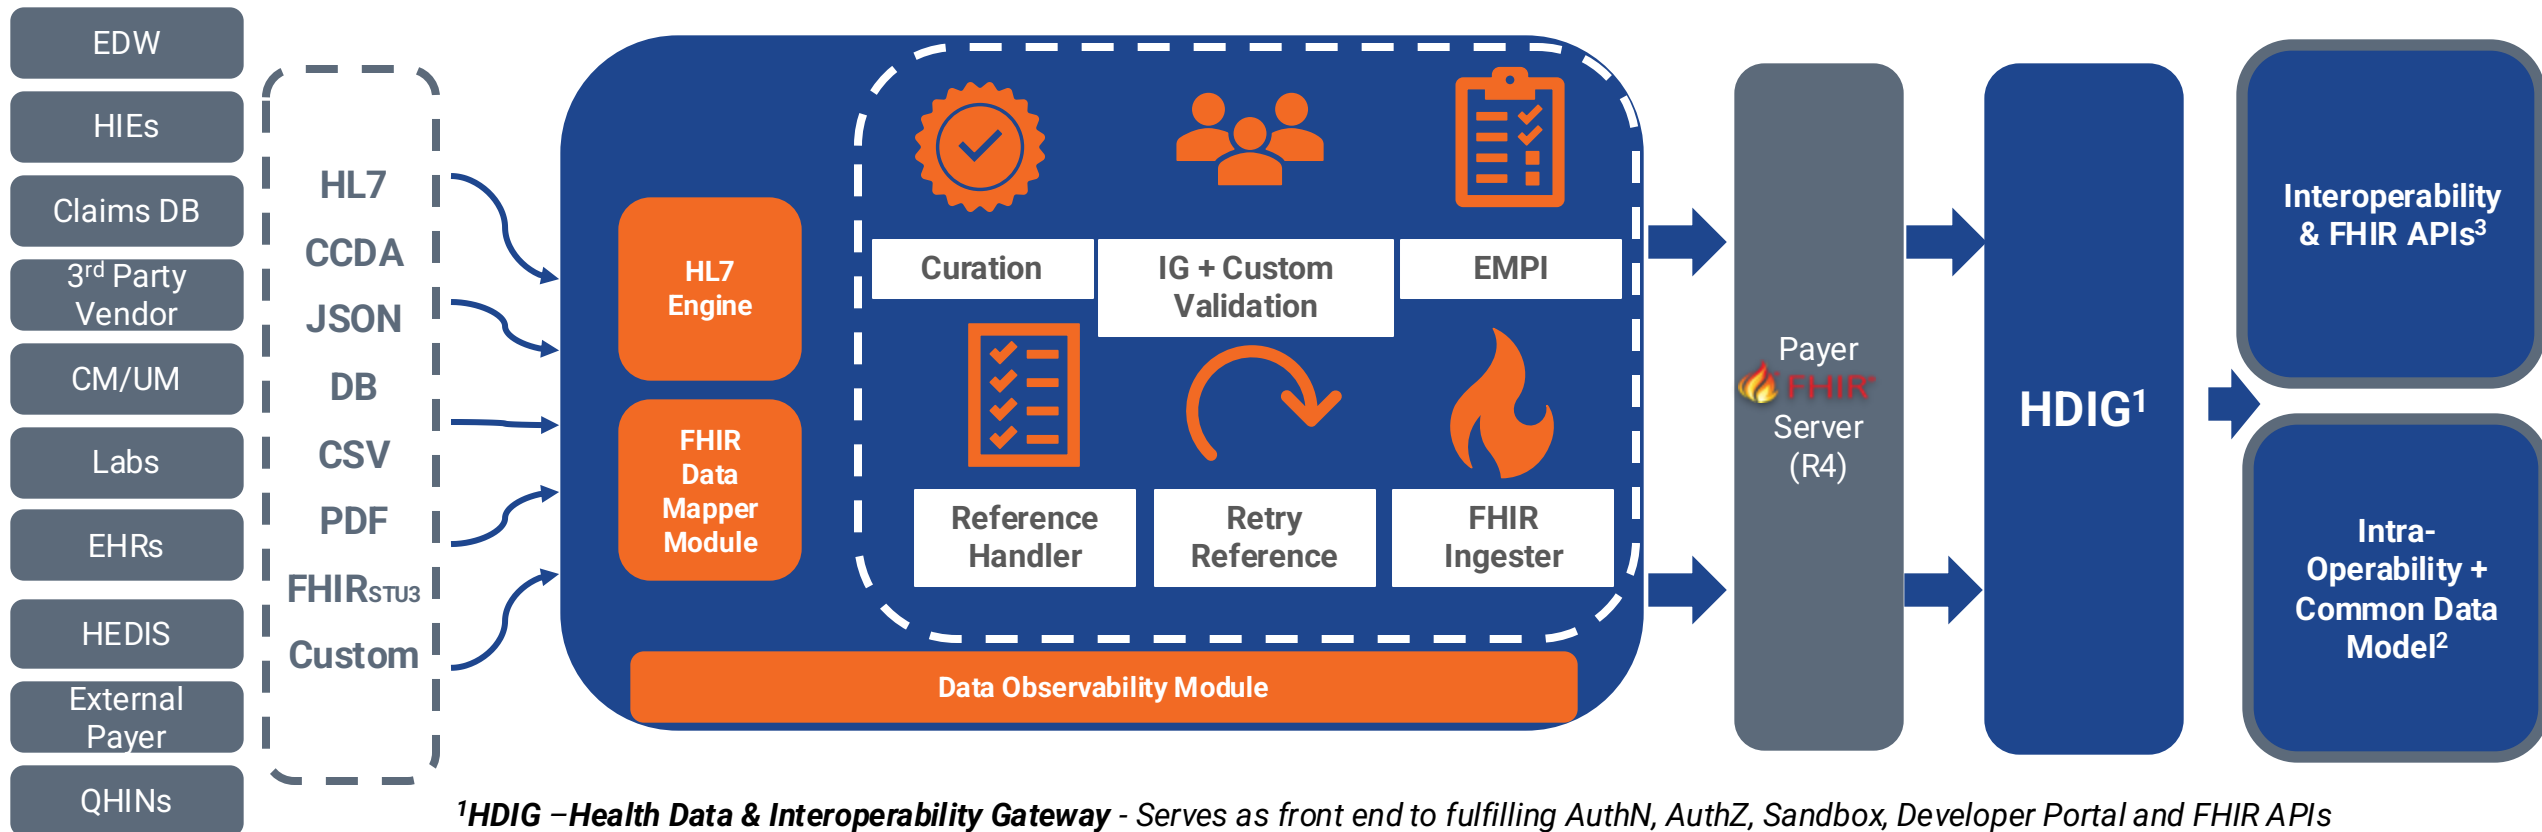 EDW
HIEs
Claims DB
3rd Party
Vendor
CM/UM
Labs
EHRs
HEDIS
External
Payer
QHINs
HL7
CCDA
JSON
DB
CSV
PDF
FHIRSTU3
Custom
HL7
Engine
FHIR
Data
Mapper
Module
Curation
IG + Custom
Validation
EMPI
Reference
Handler
Retry
Reference
FHIR
Ingester
Data Observability Module
Payer
FHIR
Server
(R4)
HDIG1
Interoperability
& FHIR APIs3
Intra-
Operability +
Common Data
Model2
1HDIG –Health Data & Interoperability Gateway - Serves as front end to fulfilling AuthN, AuthZ, Sandbox, Developer Portal and FHIR APIs